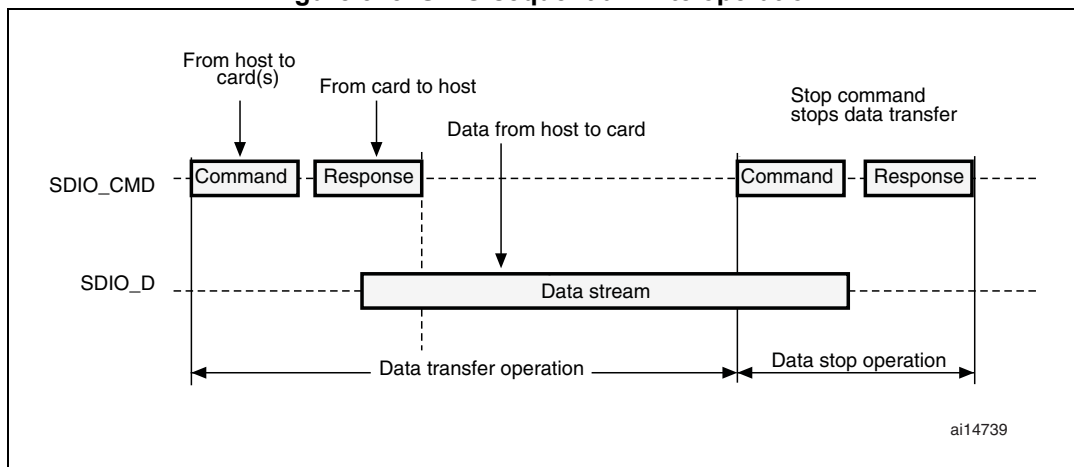 From host to
card(s)
From card to host
Data from host to card
Stop command
stops data transfer
SDIO_CMD
Command
Response
Command
Response
SDIO_D
Data stream
Data transfer operation
Data stop operation
ai14739